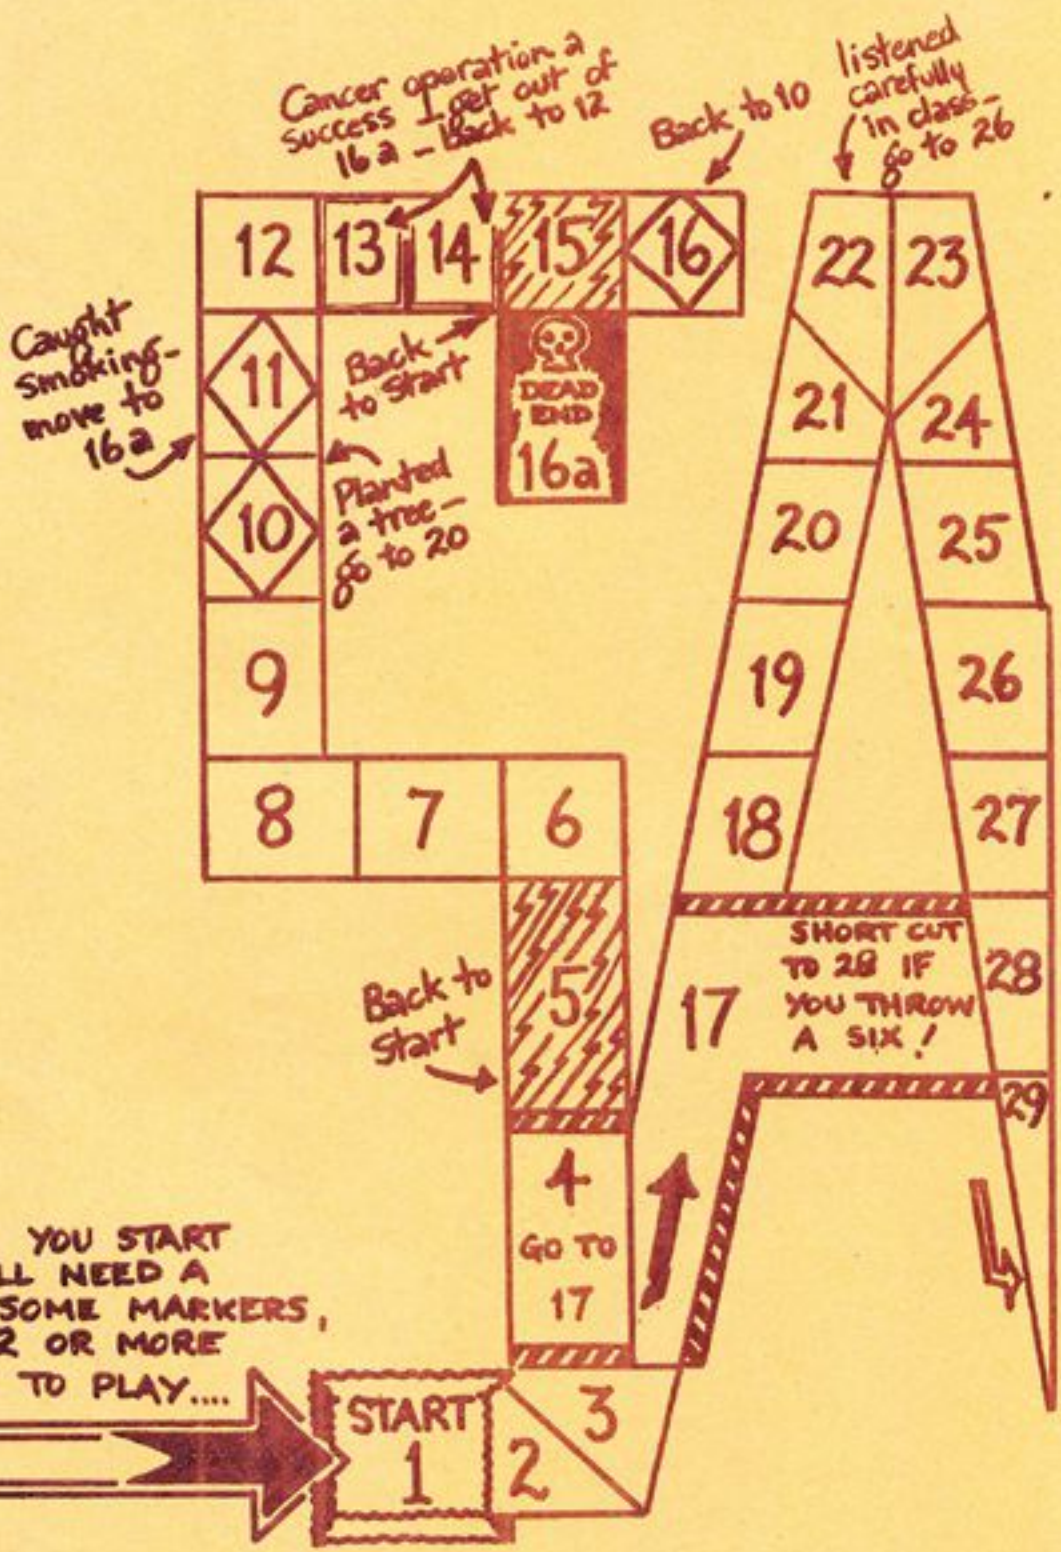 Cancer operation a
success I get out of
16a - Back to 12
Back to 10
listened
carefully
in class -
go to 26
12
13
14
15
16
22
23
Caught
smoking -
move to
16a
11
Back
to Start
DEAD
END
16a
21
24
10
Planted
a tree -
go to 20
20
25
9
19
26
8
7
6
18
27
Back to
Start
5
17
SHORT CUT
TO 28 IF
YOU THROW
A SIX!
28
29
4
GO TO
17
YOU START
LL NEED A
SOME MARKERS,
2 OR MORE
TO PLAY....
START
1
2
3